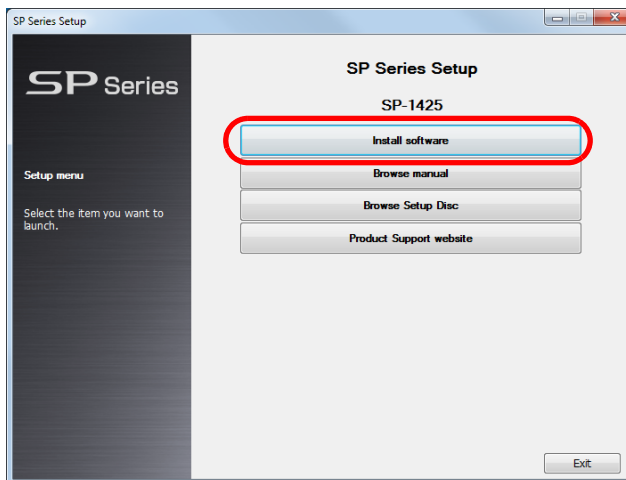 SP Series Setup
SP Series
Setup menu
Select the item you want to
launch.
SP Series Setup
SP-1425
Install software
Browse manual
Browse Setup Disc
Product Support website
Exit